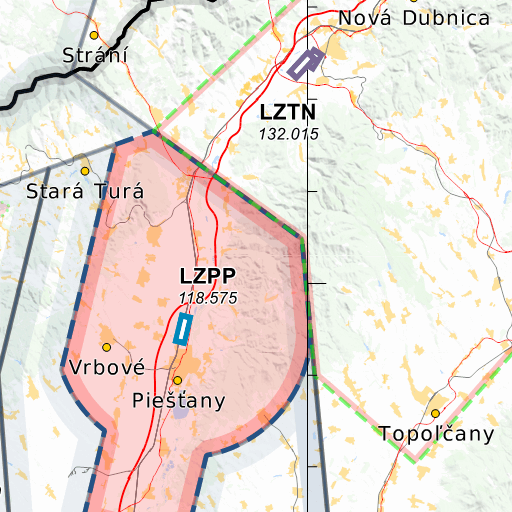 Nová Dubnica
Strání
LZTN
132.015
Stará Turá
LZPP
118.575
Vrbové
Piešťany
Topoľčany